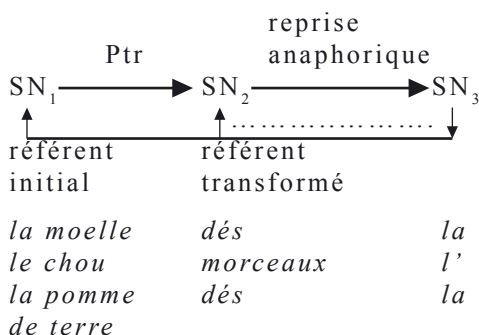 reprise
Ptr anaphorique
SN1 SN2 SN3
référent référent
initial transformé
la moelle dés la
le chou morceaux l’
la pomme dés la
de terre